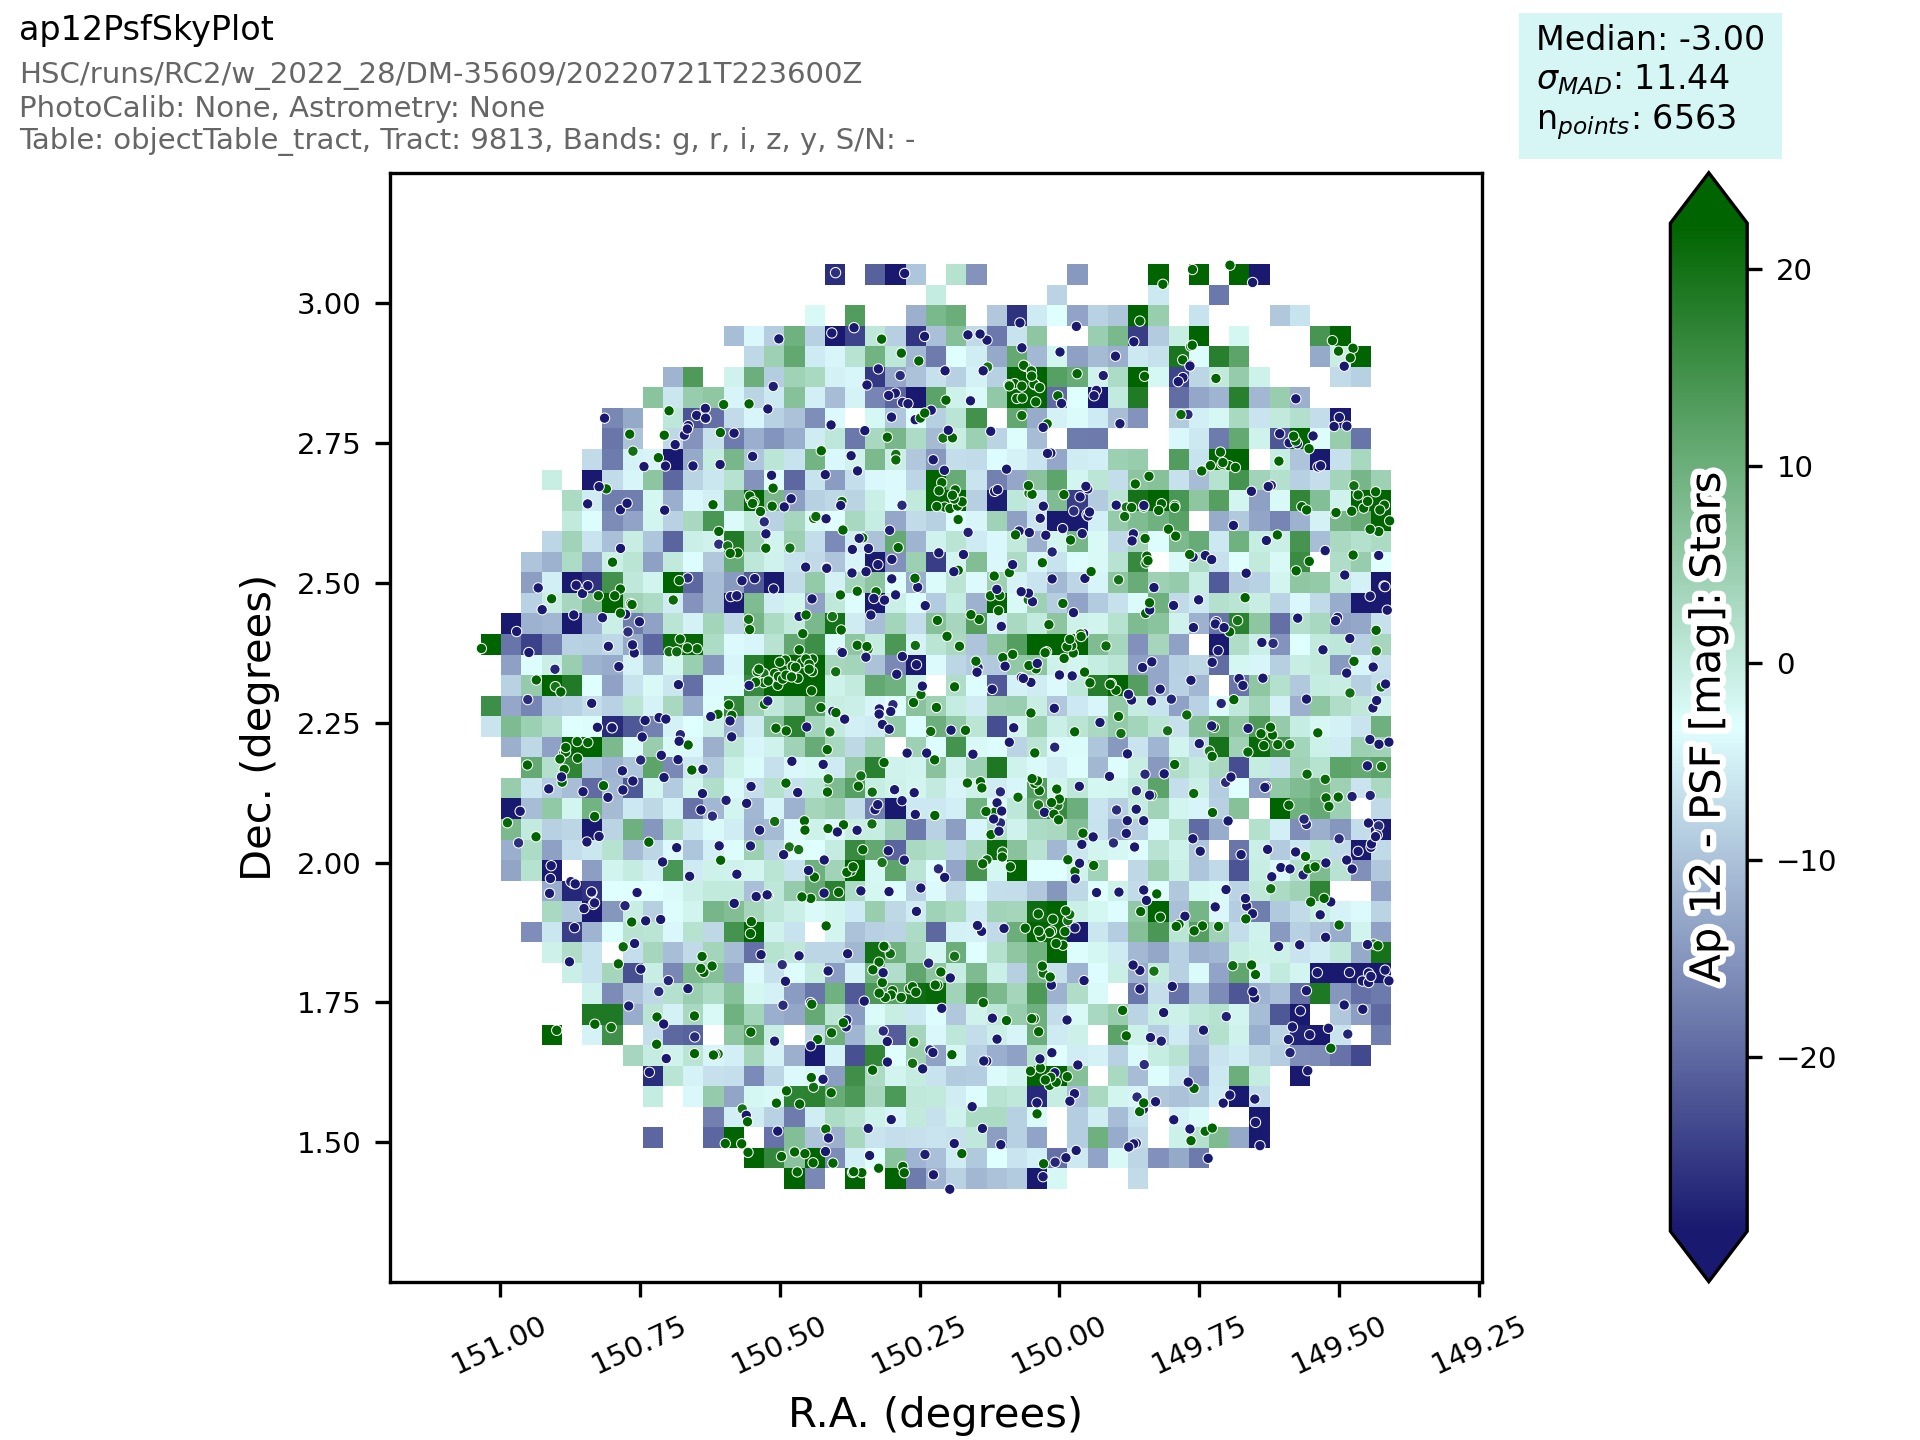 ap12PsfSkyPlot
HSC/runs/RC2/w_2022_28/DM-35609/20220721T223600Z
PhotoCalib: None, Astrometry: None
Table: objectTable_tract, Tract: 9813, Bands: g, r, i, z, y, S/N: -
Median: -3.00
σMAD: 11.44
npoints: 6563
3.00
2.75
2.50
2.25
2.00
1.75
1.50
Dec. (degrees)
151.00
150.75
150.50
150.25
150.00
149.75
149.50
149.25
R.A. (degrees)
20
10
0
−10
−20
Ap 12 - PSF [mag]: Stars